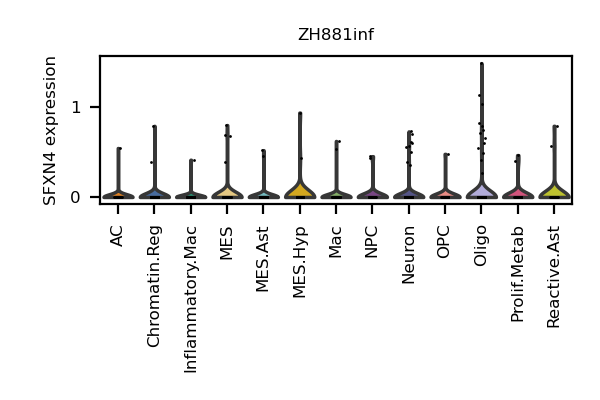 ZH881inf
SFXN4 expression
1
0
AC
Chromatin.Reg
Inflammatory.Mac
MES
MES.Ast
MES.Hyp
Mac
NPC
Neuron
OPC
Oligo
Prolif.Metab
Reactive.Ast